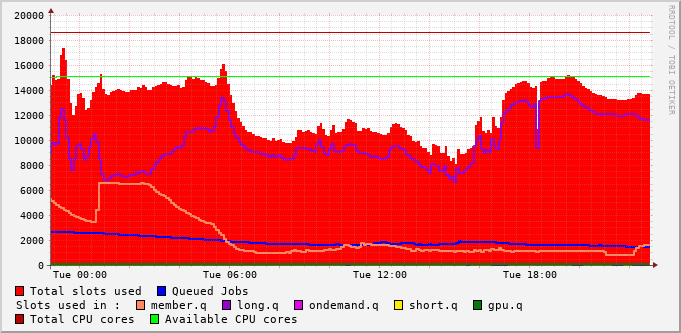 20000
18000
16000
14000
12000
10000
8000
6000
4000
2000
0
Tue 00:00 Tue 06:00 Tue 12:00 Tue 18:00
RRDTOOL / TOBI OETIKER
Total slots used Queued Jobs
Slots used in : member.q long.q ondemand.q short.q gpu.q
Total CPU cores Available CPU cores